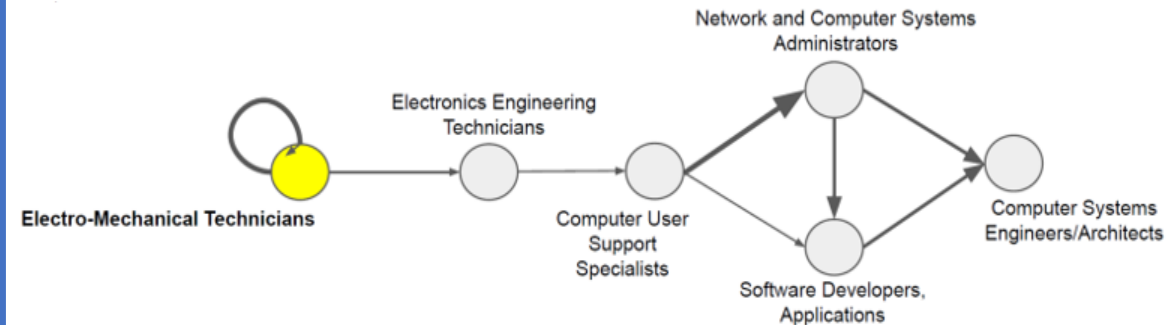 Network and Computer Systems
Administrators
Electronics Engineering
Technicians
Electro-Mechanical Technicians
Computer User
Support
Specialists
Computer Systems
Engineers/Architects
Software Developers,
Applications